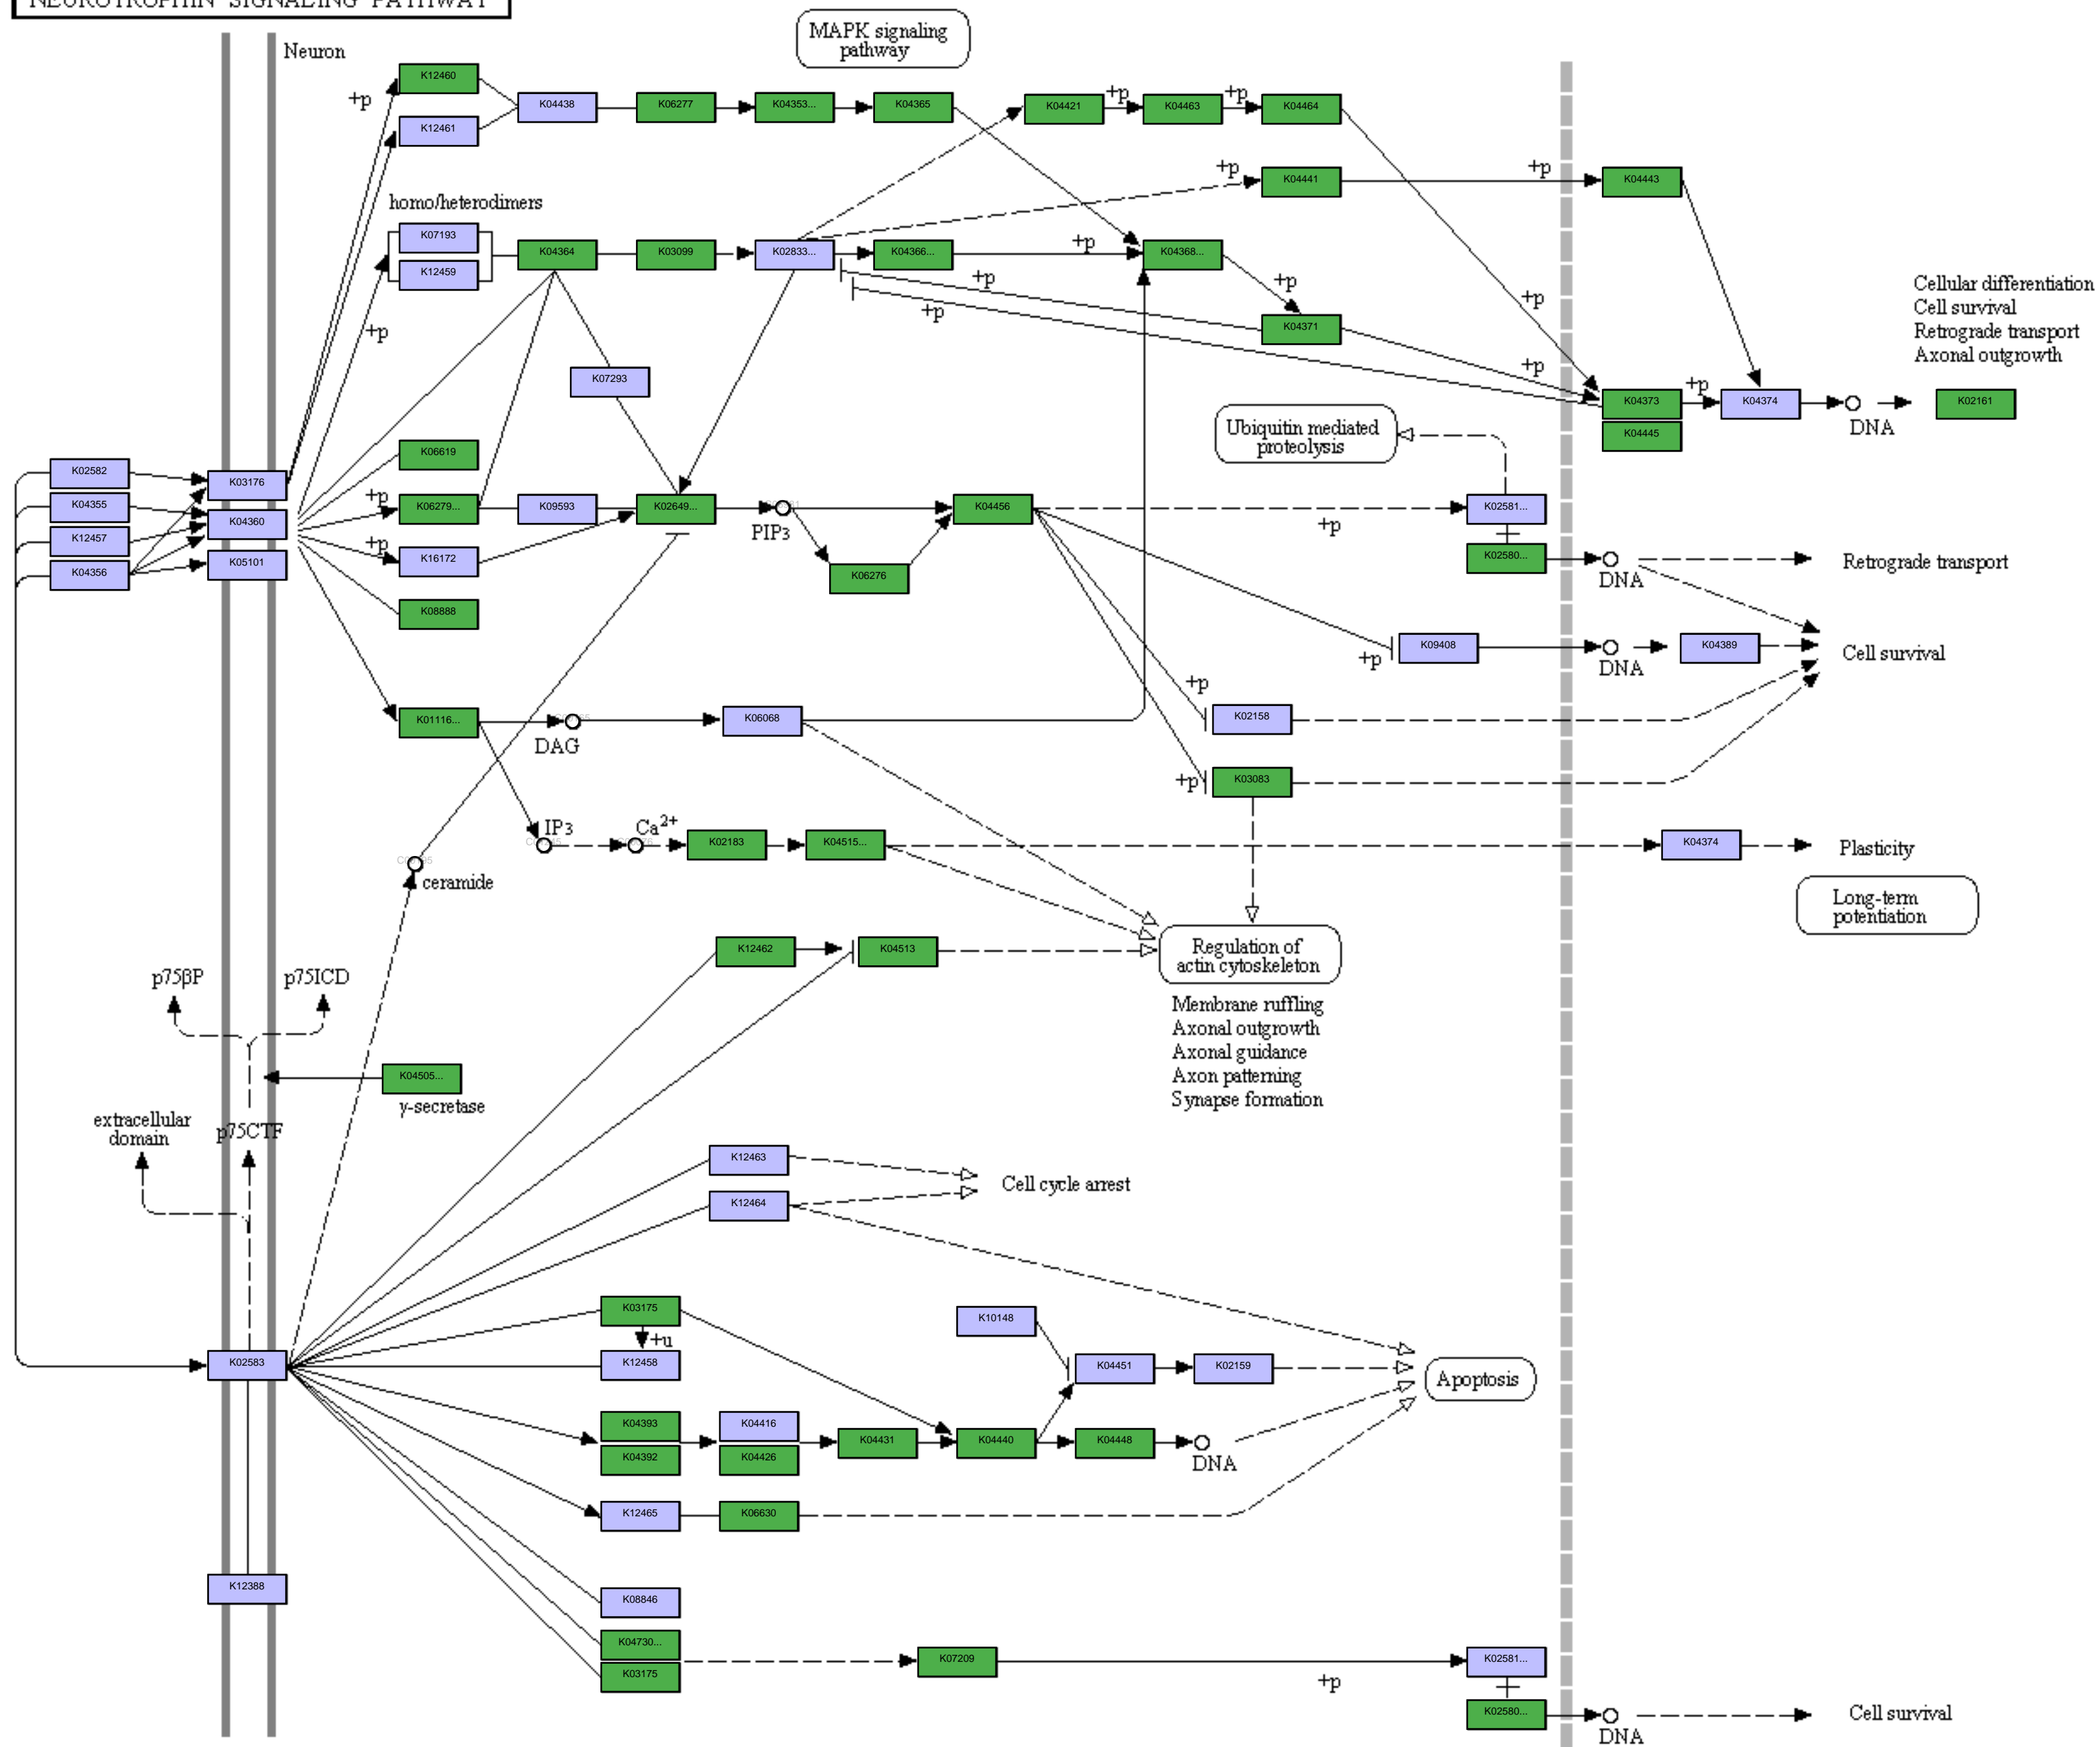 NEUROTROPHIN SIGNALING PATHWAY
Neuron
MAPK signaling
pathway
K12460
+p
K04438
K06277
K04353...
K04365
K04421
+p
K04463
+p
K04464
K12461
+p
K04441
+p
K04443
homo/heterodimers
K07193
K12459
K04364
K03099
K02833...
K04366...
+p
K04368...
+p
+p
+p
+p
K04371
+p
+p
Cellular differentiation
Cell survival
Retrograde transport
Axonal outgrowth
K07293
K04373
+p
K04374
DNA
K02161
K04445
Ubiquitin mediated
proteolysis
K06619
K02582
K03176
K04355
K04360
K12457
K05101
K04356
+p
K06279...
K09593
K02649...
PIP3
K04456
+p
K02581...
+p
K16172
K06276
K02580...
DNA
Retrograde transport
K08888
+p
K09408
DNA
K04389
Cell survival
K01116...
DAG
K06068
+p
K02158
+p
K03083
IP3
Ca2+
K02183
K04515...
K04374
Plasticity
ceramide
Long-term
potentiation
K12462
K04513
Regulation of
actin cytoskeleton
p75βP
p75ICD
Membrane ruffling
Axonal outgrowth
Axonal guidance
Axon patterning
Synapse formation
K04505...
γ-secretase
extracellular
domain
p75CTF
K12463
Cell cycle arrest
K12464
K03175
+u
K10148
K02583
K12458
K04451
K02159
Apoptosis
K04393
K04416
K04431
K04440
K04448
DNA
K04392
K04426
K12465
K06630
K12388
K08846
K04730...
K03175
K07209
+p
K02581...
K02580...
DNA
Cell survival